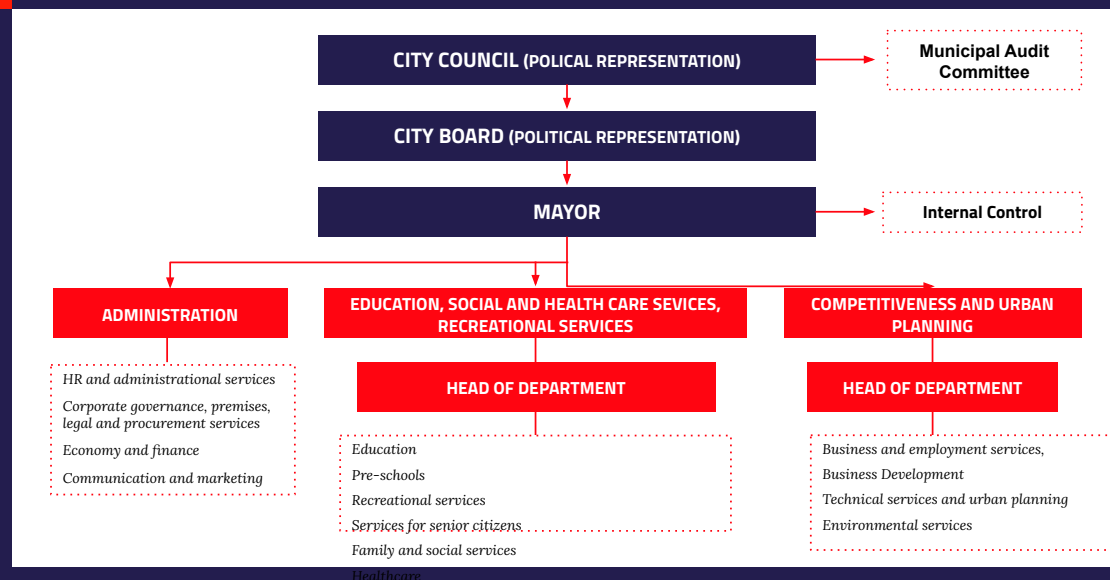 CITY COUNCIL (POLICAL REPRESENTATION)
Municipal Audit
Committee
CITY BOARD (POLITICAL REPRESENTATION)
MAYOR
Internal Control
ADMINISTRATION
EDUCATION, SOCIAL AND HEALTH CARE SEVICES,
RECREATIONAL SERVICES
COMPETITIVENESS AND URBAN
PLANNING
HR and administrational services
Corporate governance, premises,
legal and procurement services
Economy and finance
Communication and marketing
HEAD OF DEPARTMENT
Education
Pre-schools
Recreational services
Services for senior citizens
Family and social services
Healthcare
HEAD OF DEPARTMENT
Business and employment services,
Business Development
Technical services and urban planning
Environmental services